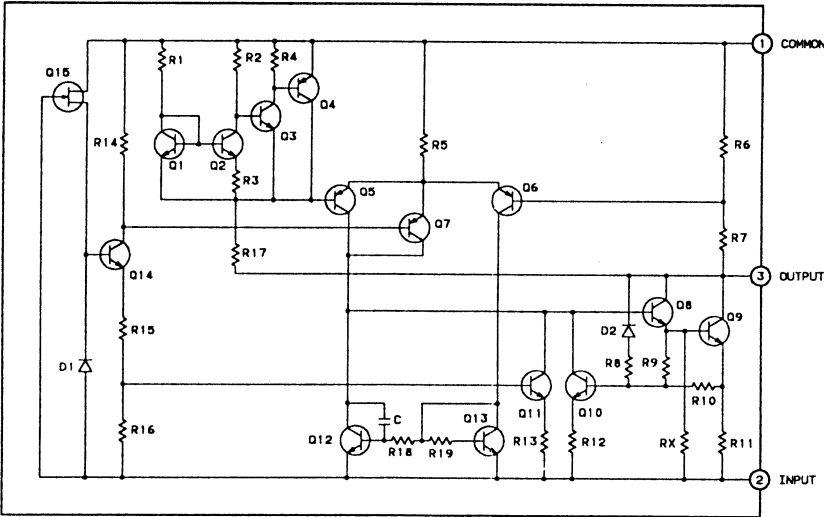 1 COMMON
Q15
R1
R2
R4
Q4
R14
Q3
R5
R6
Q1
Q2
R3
Q5
Q6
Q7
R7
R17
Q14
3 OUTPUT
Q8
Q9
D2
R15
D1
R8
R9
R10
Q11
Q10
C
Q12
Q13
R16
R18
R19
R13
R12
RX
R11
2 INPUT